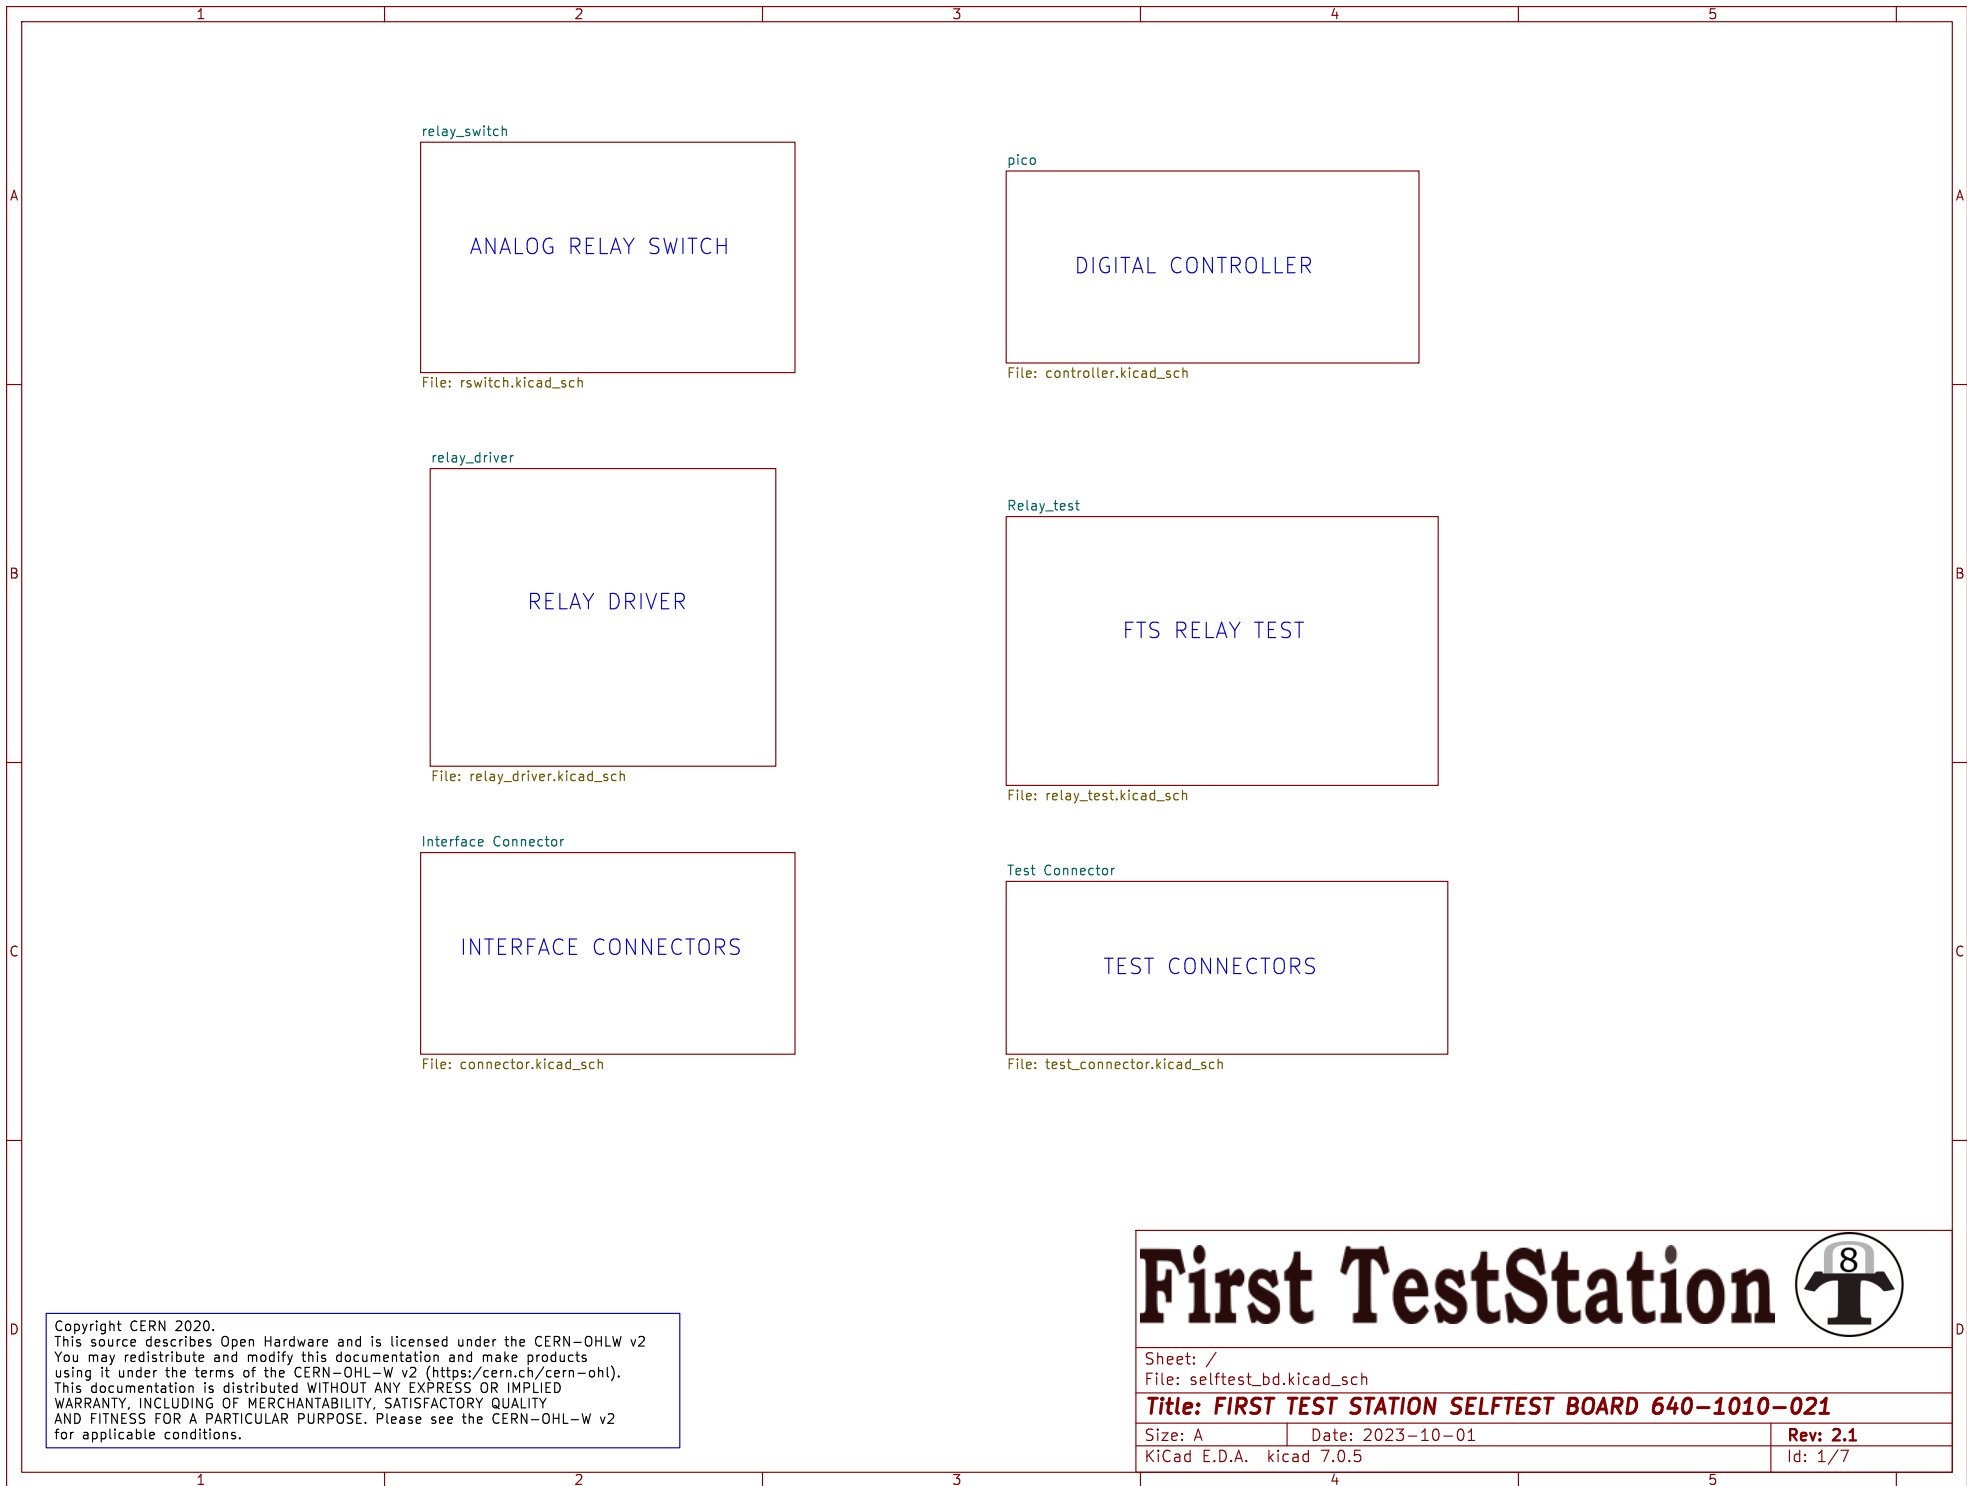 1 2 3 4 5
A A
relay_switch
ANALOG RELAY SWITCH
File: rswitch.kicad_sch
pico
DIGITAL CONTROLLER
File: controller.kicad_sch
B B
relay_driver
RELAY DRIVER
File: relay_driver.kicad_sch
Relay_test
FTS RELAY TEST
File: relay_test.kicad_sch
C C
Interface Connector
INTERFACE CONNECTORS
File: connector.kicad_sch
Test Connector
TEST CONNECTORS
File: test_connector.kicad_sch
D D
Copyright CERN 2020.
This source describes Open Hardware and is licensed under the CERN-OHLW v2
You may redistribute and modify this documentation and make products
using it under the terms of the CERN-OHL-W v2 (https:/cern.ch/cern-ohl).
This documentation is distributed WITHOUT ANY EXPRESS OR IMPLIED
WARRANTY, INCLUDING OF MERCHANTABILITY, SATISFACTORY QUALITY
AND FITNESS FOR A PARTICULAR PURPOSE. Please see the CERN-OHL-W v2
for applicable conditions.
First TestStation
8
Sheet: /
File: selftest_bd.kicad_sch
Title: FIRST TEST STATION SELFTEST BOARD 640-1010-021
Size: A Date: 2023-10-01 Rev: 2.1
KiCad E.D.A. kicad 7.0.5 Id: 1/7
1 2 3 4 5